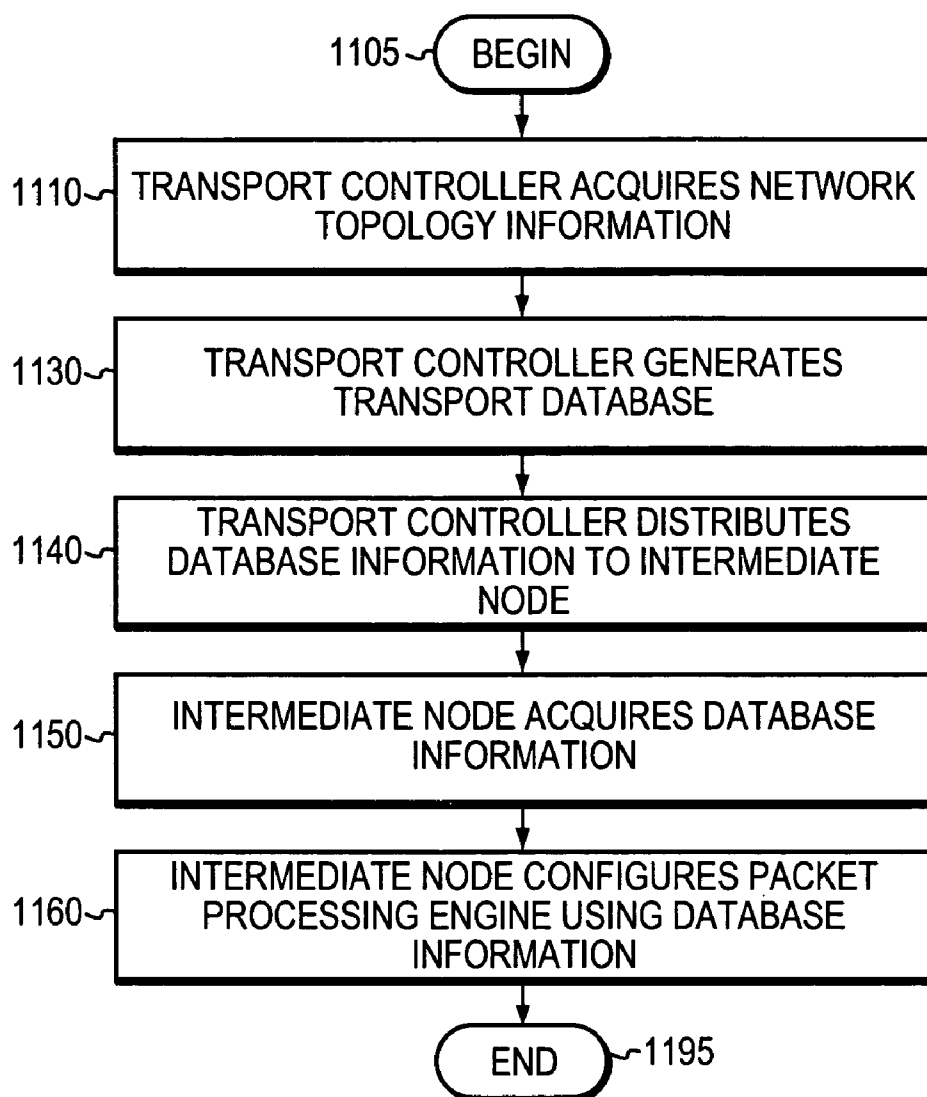 1105
BEGIN
1110
TRANSPORT CONTROLLER ACQUIRES NETWORK
TOPOLOGY INFORMATION
1130
TRANSPORT CONTROLLER GENERATES
TRANSPORT DATABASE
1140
TRANSPORT CONTROLLER DISTRIBUTES
DATABASE INFORMATION TO INTERMEDIATE
NODE
1150
INTERMEDIATE NODE ACQUIRES DATABASE
INFORMATION
1160
INTERMEDIATE NODE CONFIGURES PACKET
PROCESSING ENGINE USING DATABASE
INFORMATION
END
1195